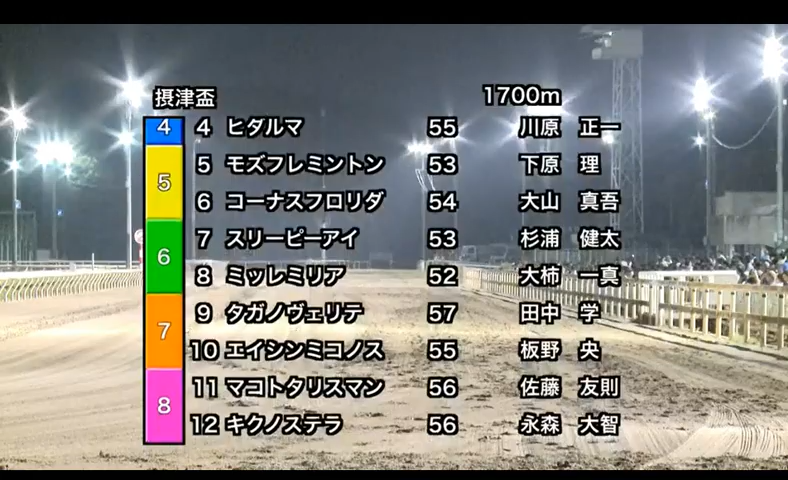 摂津盃 1700m
4 4 ヒダルマ 55 川原 正一
5 5 モズフレミントン 53 下原 理
6 コーナスフロリダ 54 大山 真吾
6 7 スリーピーアイ 53 杉浦 健太
8 ミッレミリア 52 大柿 一真
7 9 タガノヴェリテ 57 田中 学
10 エイシンミコノス 55 板野 央
8 11 マコトタリスマン 56 佐藤 友則
12 キクノステラ 56 永森 大智